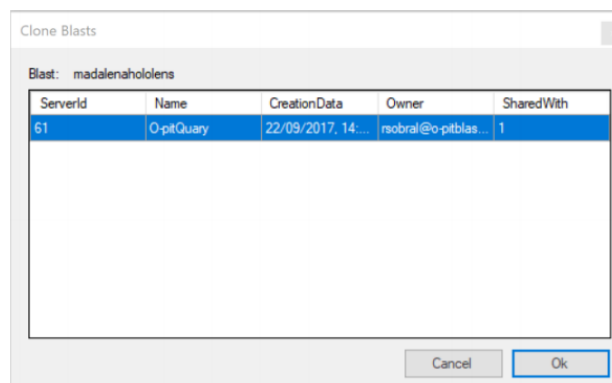 Clone Blasts
Blast: madalenahololens
ServerId Name CreationData Owner SharedWith
61 O-pitQuary 22/09/2017, 14:... rsobral@o-pitblas... 1
Cancel Ok